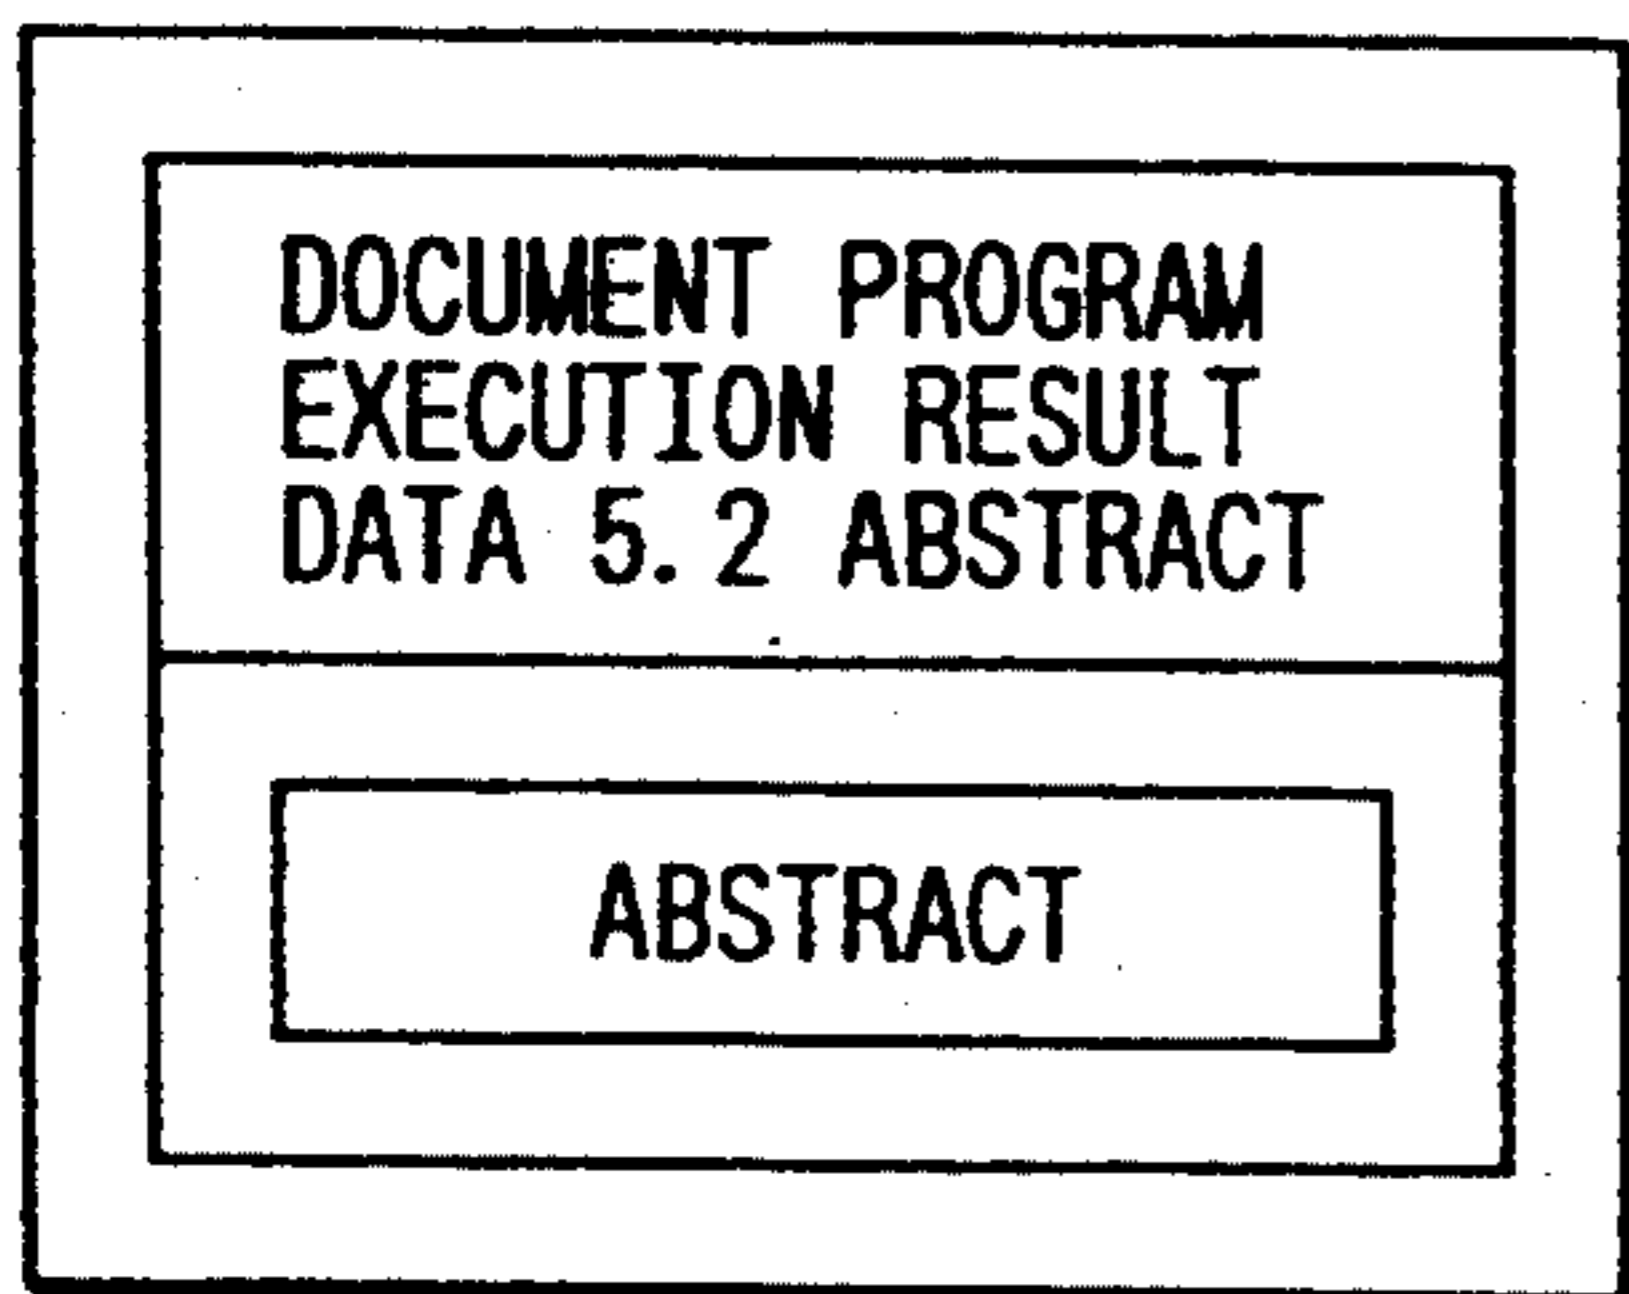 DOCUMENT PROGRAM
EXECUTION RESULT
DATA 5.2 ABSTRACT
ABSTRACT